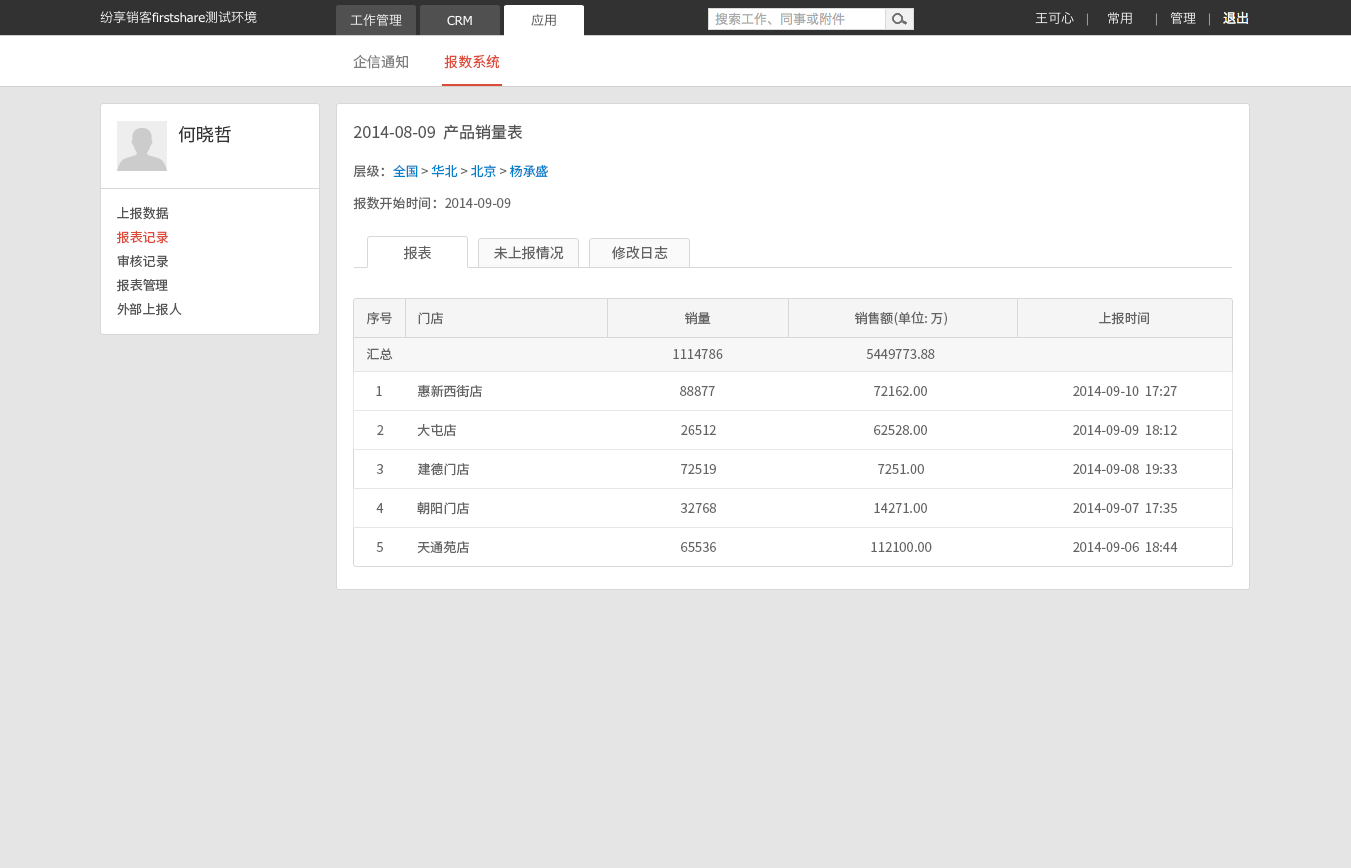 纷享销客firstshare测试环境 工作管理 CRM 应用 搜索工作、同事或附件 王可心 | 常用 | 管理 | 退出
企信通知 报数系统
何晓哲
上报数据
报表记录
审核记录
报表管理
外部上报人
2014-08-09 产品销量表
层级：全国 > 华北 > 北京 > 杨承盛
报数开始时间：2014-09-09
报表 未上报情况 修改日志
序号 门店 销量 销售额(单位: 万) 上报时间
汇总 1114786 5449773.88
1 惠新西街店 88877 72162.00 2014-09-10 17:27
2 大屯店 26512 62528.00 2014-09-09 18:12
3 建德门店 72519 7251.00 2014-09-08 19:33
4 朝阳门店 32768 14271.00 2014-09-07 17:35
5 天通苑店 65536 112100.00 2014-09-06 18:44